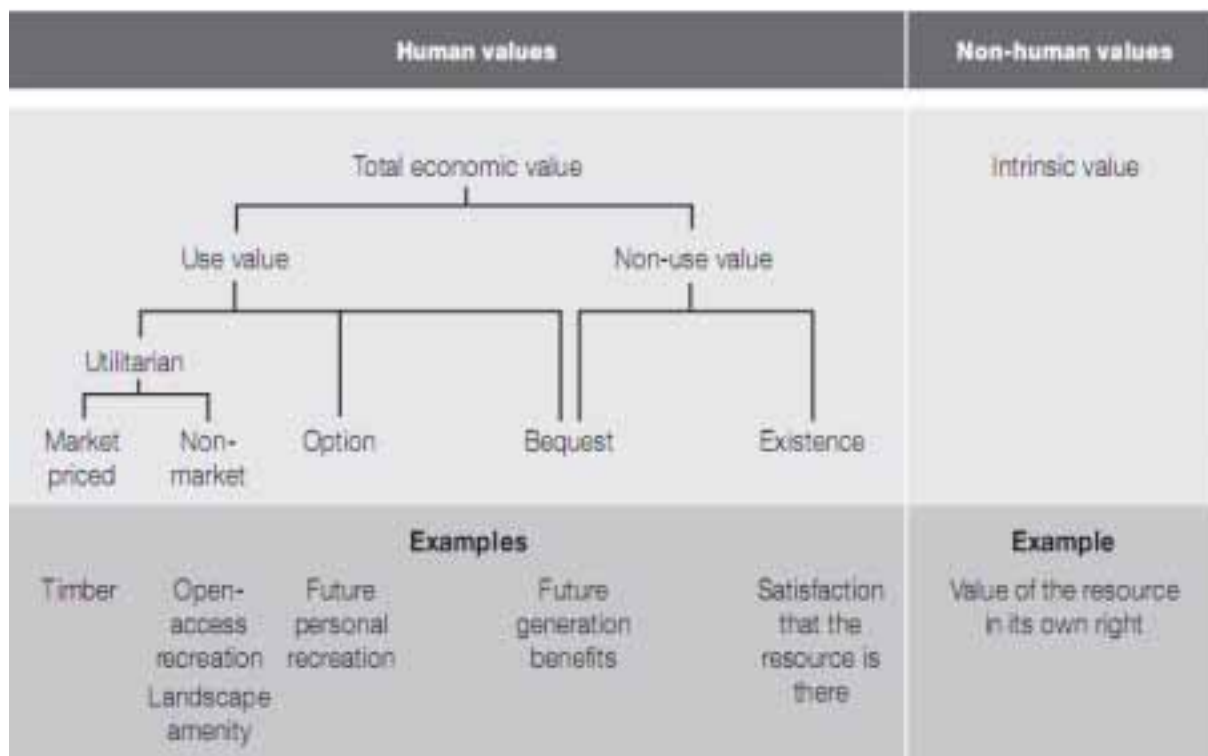 Human values
Non-human values
Total economic value
Intrinsic value
Use value
Non-use value
Utilitarian
Market
priced
Non-
market
Option
Bequest
Existence
Examples
Example
Timber
Open-
access
recreation
Landscape
amenity
Future
personal
recreation
Future
generation
benefits
Satisfaction
that the
resource is
there
Value of the resource
in its own right